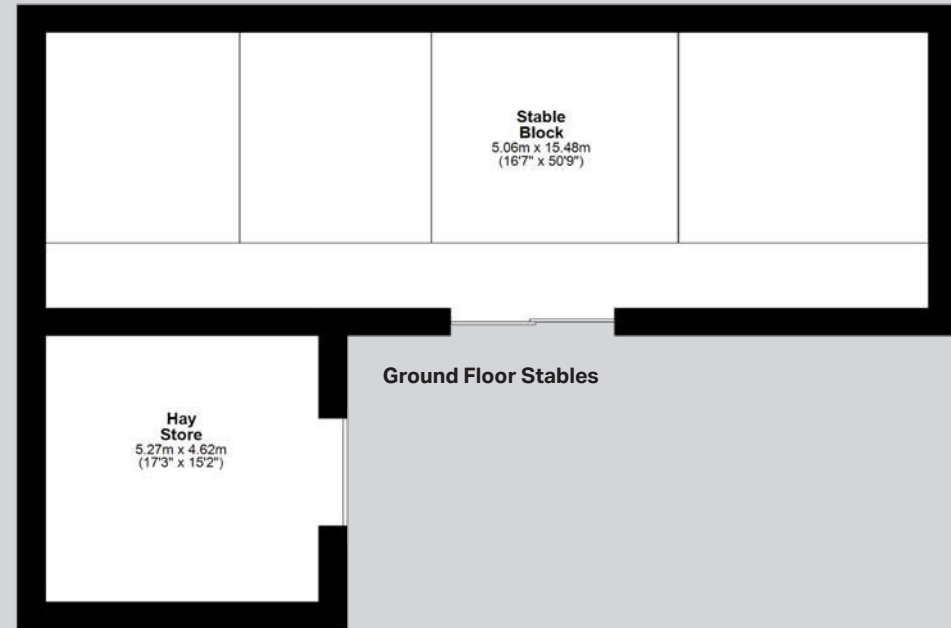 Stable
Block
5.06m x 15.48m
(16'7" x 50'9")
Ground Floor Stables
Hay
Store
5.27m x 4.62m
(17'3" x 15'2")